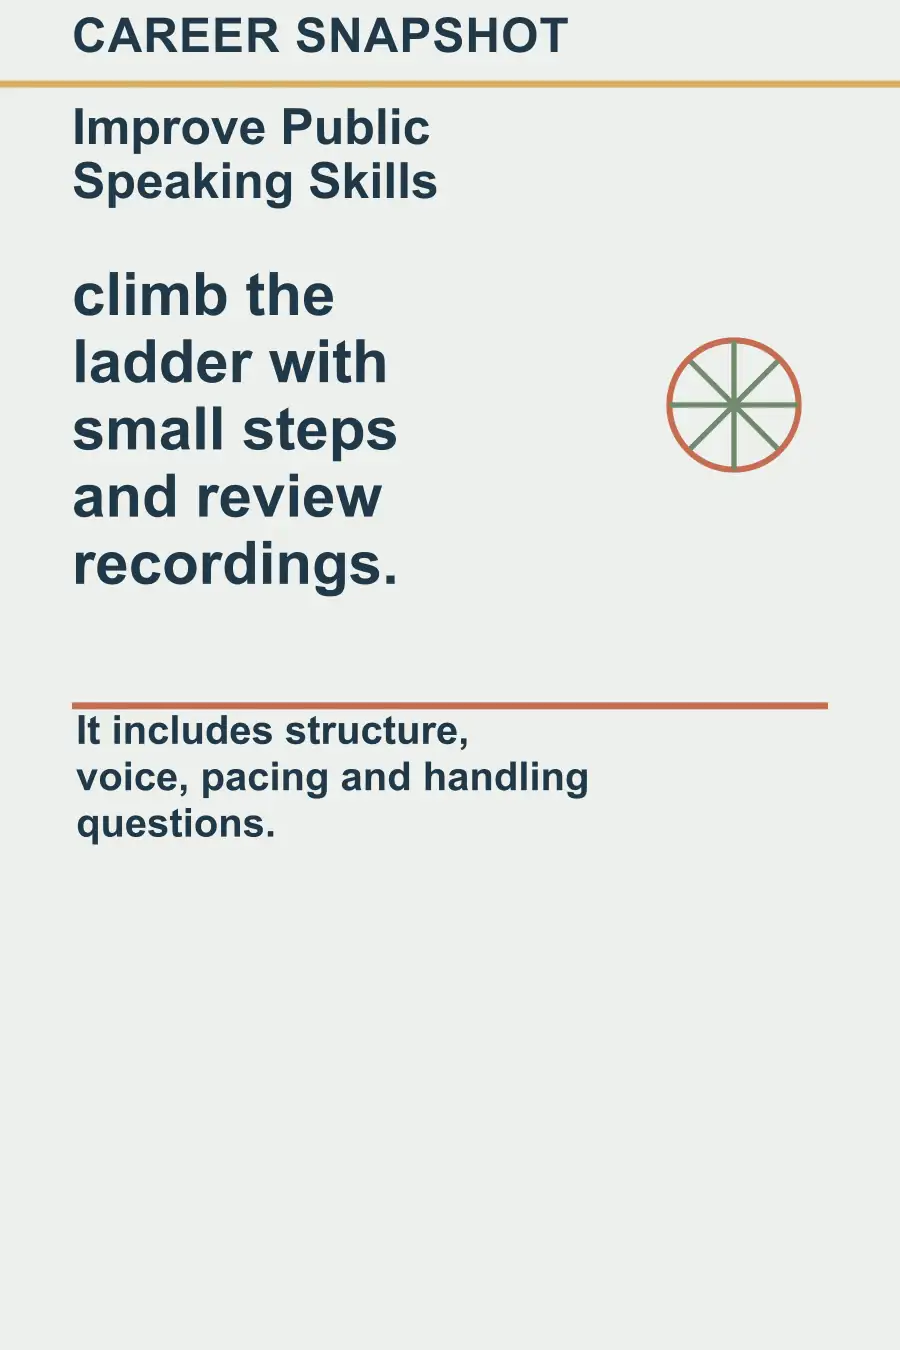 CAREER SNAPSHOT
Improve Public
Speaking Skills
climb the
ladder with
small steps
and review
recordings.
It includes structure,
voice, pacing and handling
questions.